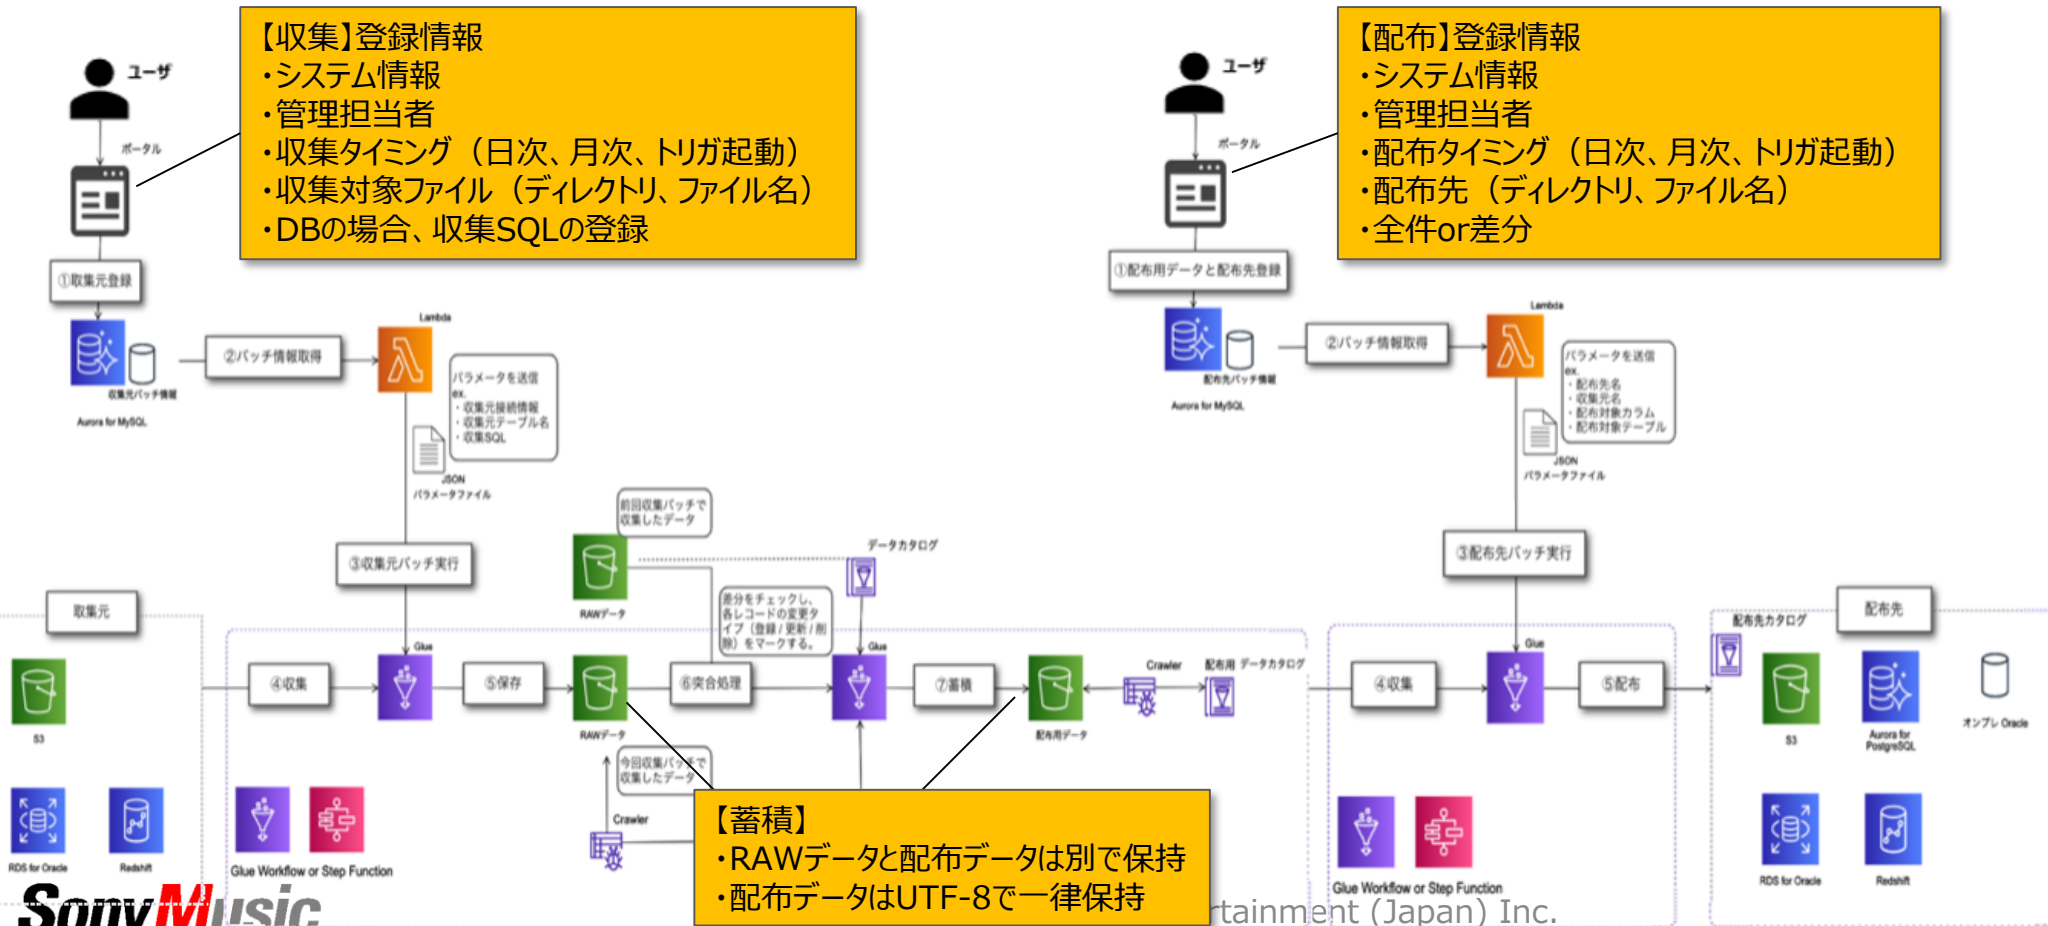 【収集】登録情報
・システム情報
・管理担当者
・収集タイミング（日次、月次、トリガ起動）
・収集対象ファイル（ディレクトリ、ファイル名）
・DBの場合、収集SQLの登録
ユーザ
ポータル
①取集元登録
収集元バッチ情報
Aurora for MySQL
②バッチ情報取得
Lambda
パラメータを送信
ex.
・収集元接続情報
・収集元テーブル名
・収集SQL
JSON
パラメータファイル
③収集元バッチ実行
取集元
S3
RDS for Oracle
Redshift
④収集
Glue
⑤保存
前回収集バッチで
収集したデータ
RAWデータ
RAWデータ
今回収集バッチで
収集したデータ
Crawler
⑥突合処理
差分をチェックし、
各レコードの変更タ
イプ（登録 / 更新 / 削
除）をマークする。
データカタログ
Glue
⑦蓄積
配布用データ
Crawler
配布用 データカタログ
Glue Workflow or Step Function
【蓄積】
・RAWデータと配布データは別で保持
・配布データはUTF-8で一律保持
【配布】登録情報
・システム情報
・管理担当者
・配布タイミング（日次、月次、トリガ起動）
・配布先（ディレクトリ、ファイル名）
・全件or差分
ユーザ
ポータル
①配布用データと配布先登録
配布先バッチ情報
Aurora for MySQL
②バッチ情報取得
Lambda
パラメータを送信
ex.
・配布先名
・収集元名
・配布対象カラム
・配布対象テーブル
JSON
パラメータファイル
③配布先バッチ実行
④収集
Glue
⑤配布
Glue Workflow or Step Function
配布先
配布先カタログ
S3
Aurora for
PostgreSQL
オンプレ Oracle
RDS for Oracle
Redshift
SonyMusic
rtainment (Japan) Inc.